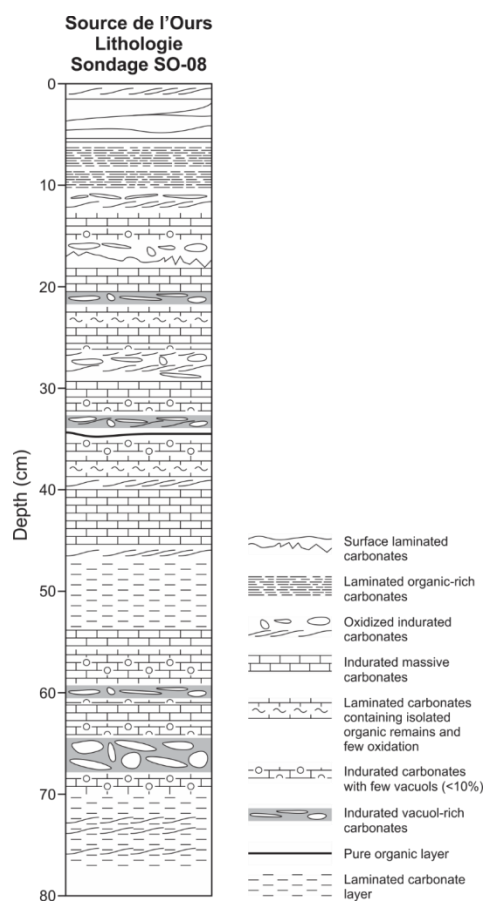 Source de l'Ours
Lithologie
Sondage SO-08
0
10
20
30
40
50
60
70
80
Depth (cm)
Surface laminated
carbonates
Laminated organic-rich
carbonates
Oxidized indurated
carbonates
Indurated massive
carbonates
Laminated carbonates
containing isolated
organic remains and
few oxidation
Indurated carbonates
with few vacuols (<10%)
Indurated vacuol-rich
carbonates
Pure organic layer
Laminated carbonate
layer